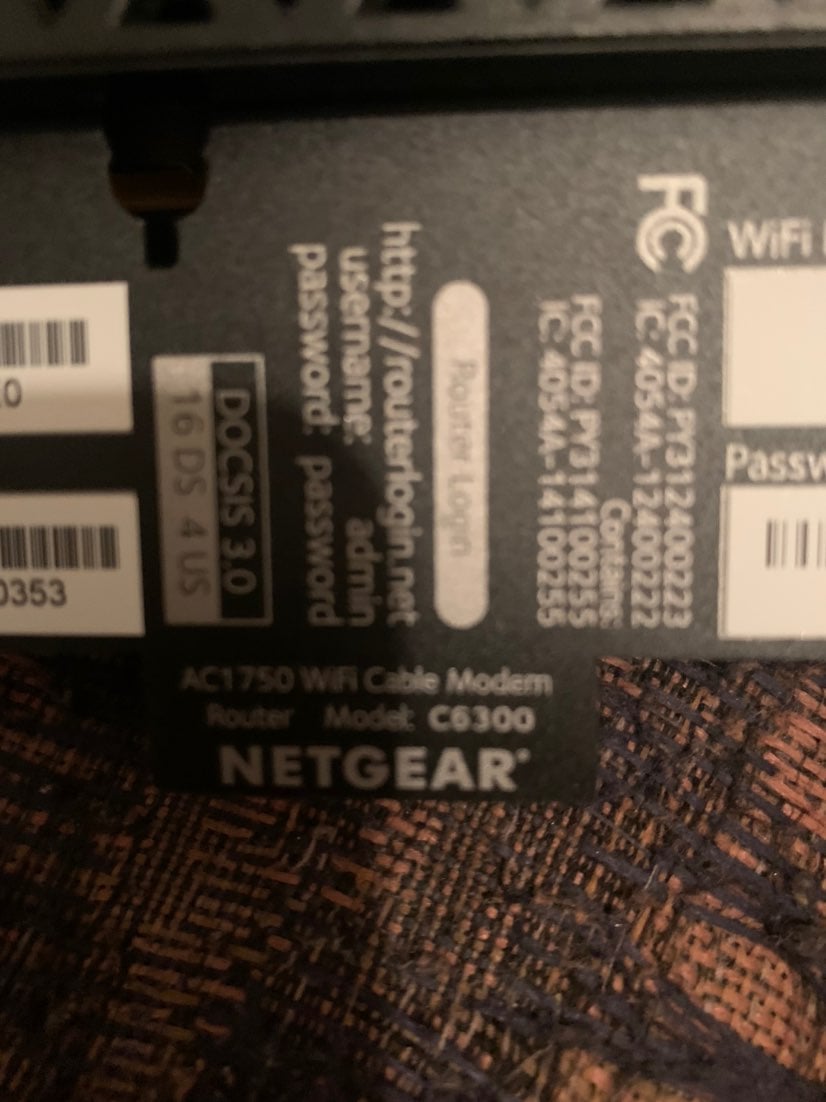 WiFi
FCC ID: PY312400223
IC: 4054A-12400222
Contains:
FCC ID: PY314100255
IC: 4054A-14100255
Router Login
http://routerlogin.net
username: admin
password: password
DOCSIS 3.0
16 DS 4 US
.0
0353
Passw
AC1750 WiFi Cable Modem
Router Model: C6300
NETGEAR